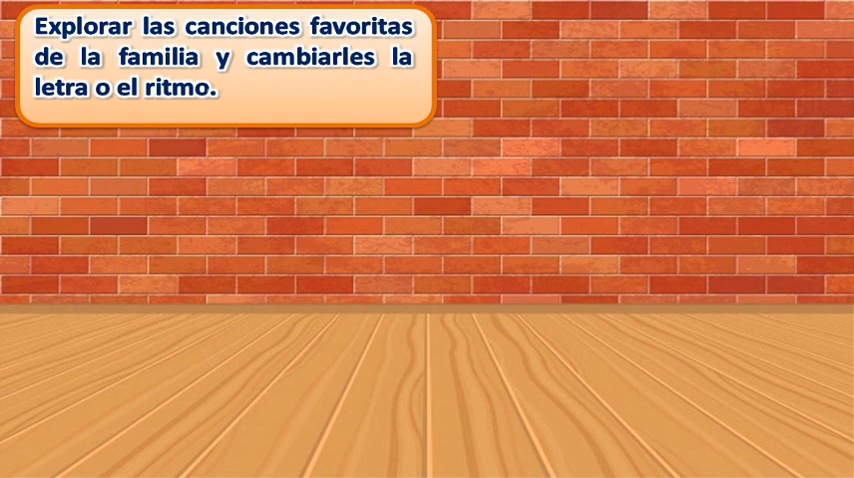 Explorar las canciones favoritas
de la familia y cambiarles la
letra o el ritmo.